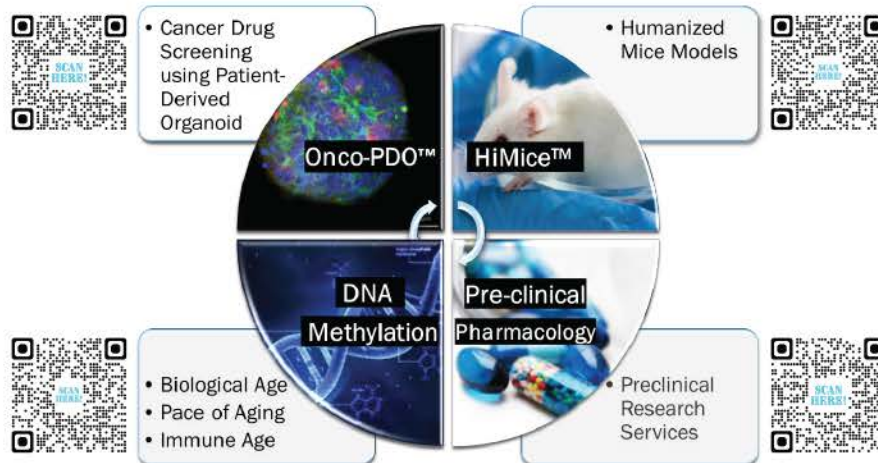 SCAN
HERE!
• Cancer Drug
Screening
using Patient-
Derived
Organoid
Onco-PDO™
HiMice™
• Humanized
Mice Models
SCAN
HERE!
SCAN
HERE!
• Biological Age
• Pace of Aging
• Immune Age
DNA
Methylation
Pre-clinical
Pharmacology
• Preclinical
Research
Services
SCAN
HERE!